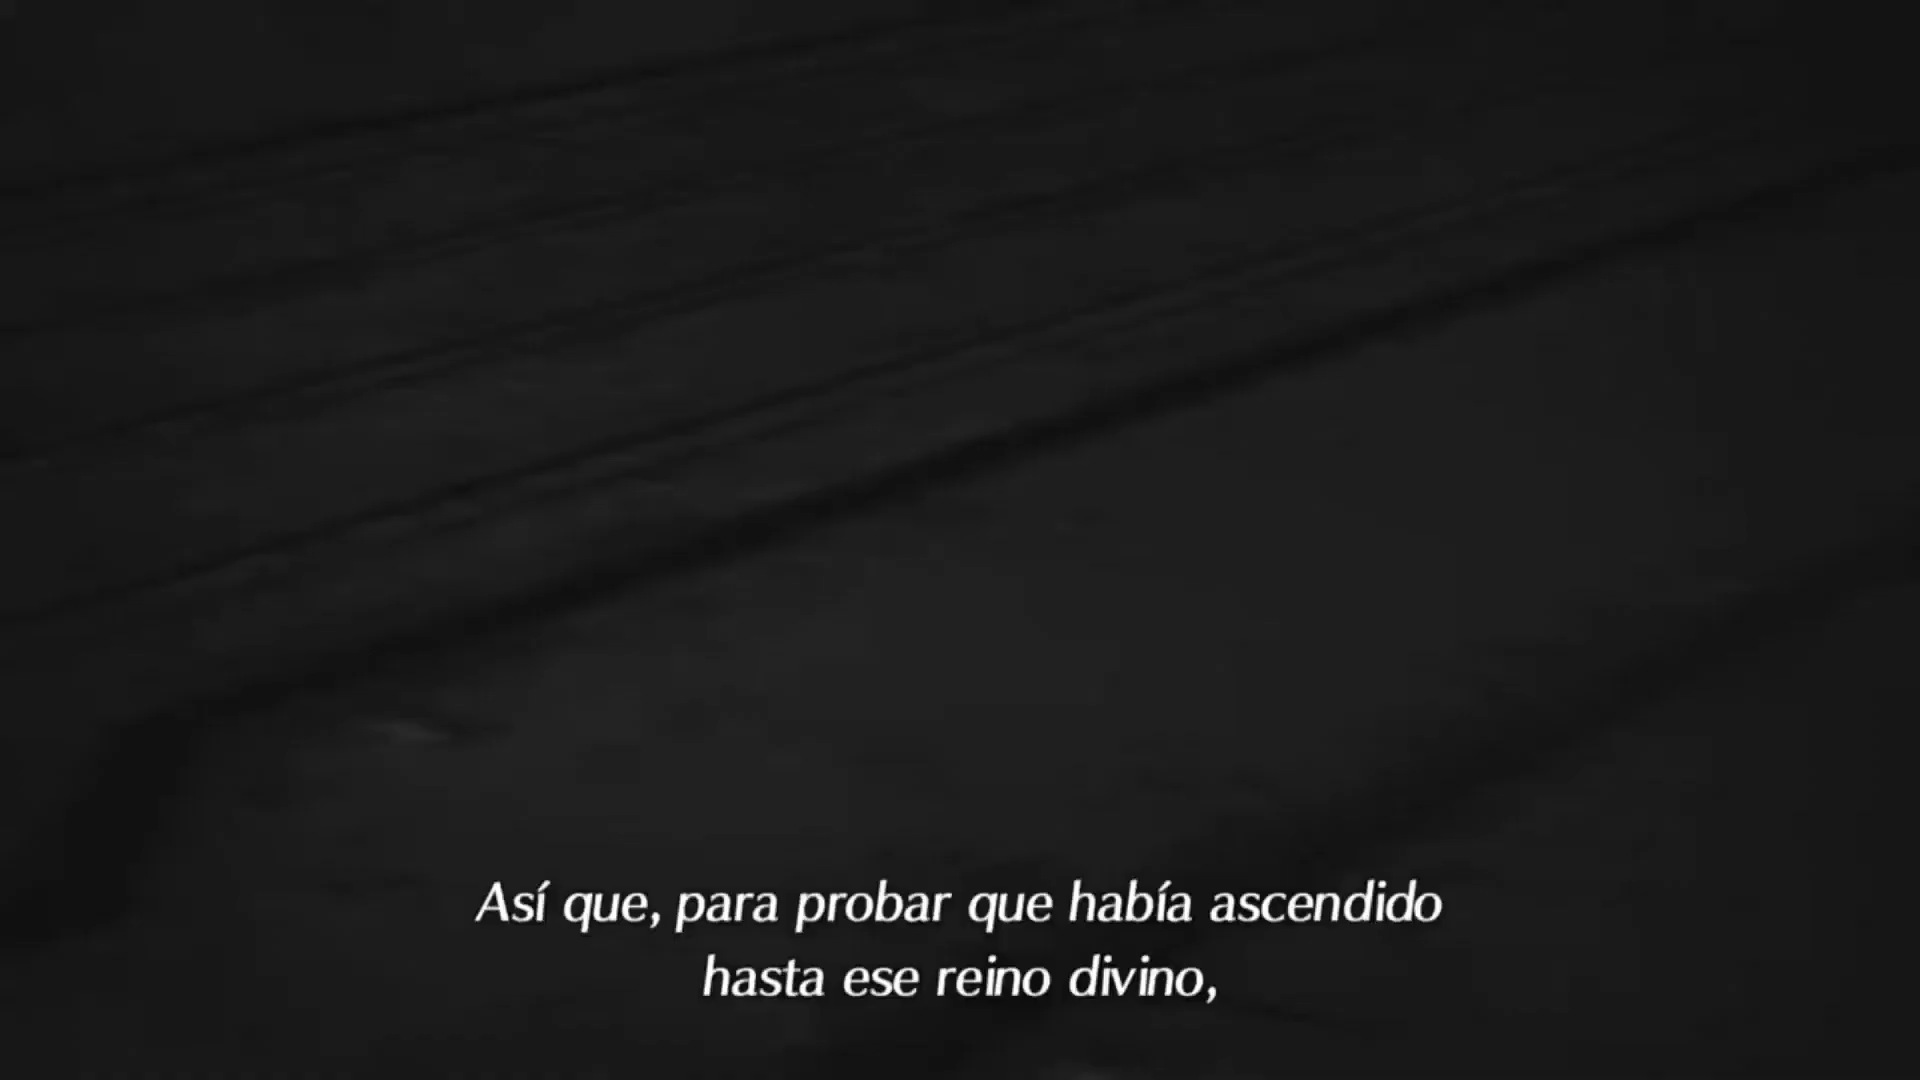 Así que, para probar que había ascendido
hasta ese reino divino,